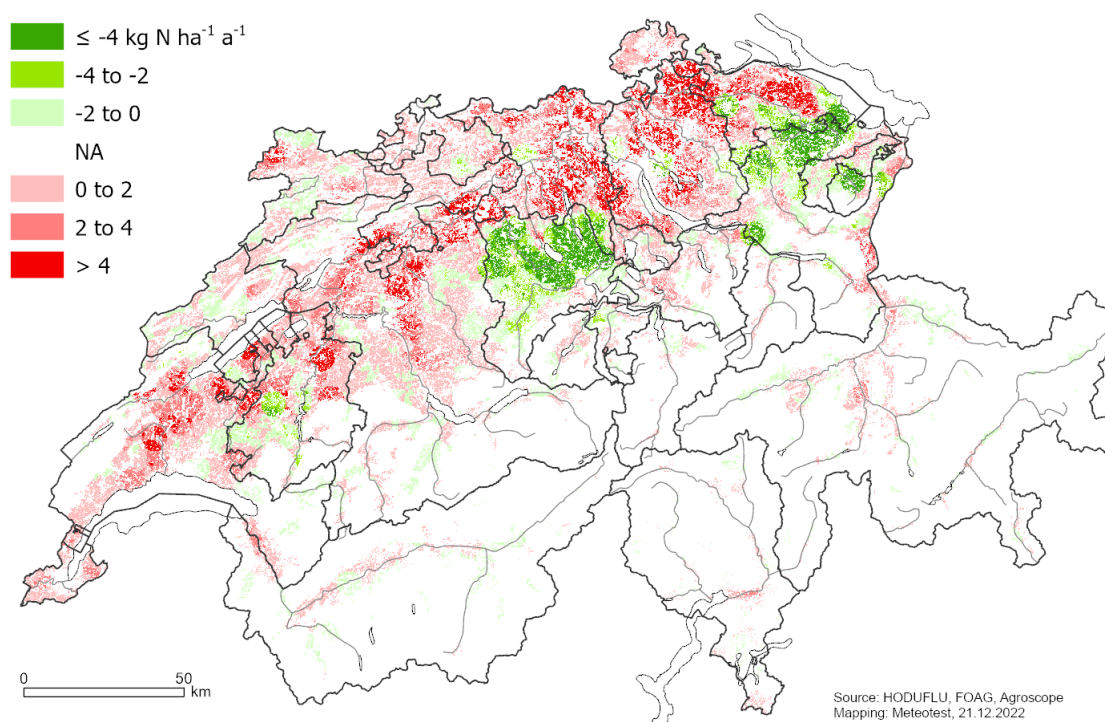 ≤ -4 kg N ha⁻¹ a⁻¹
-4 to -2
-2 to 0
NA
0 to 2
2 to 4
> 4
0 50
km
Source: HODUFLU, FOAG, Agroscope
Mapping: Meteotest, 21.12.2022